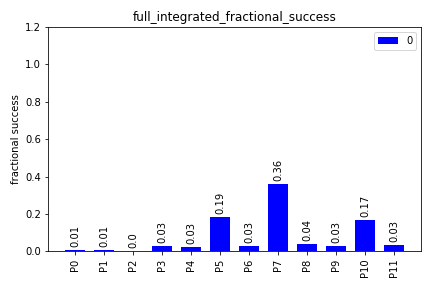 full_integrated_fractional_success
0
fractional success
1.2
1.0
0.8
0.6
0.4
0.2
0.0
0.01
0.01
0.0
0.03
0.03
0.19
0.03
0.36
0.04
0.03
0.17
0.03
P0
P1
P2
P3
P4
P5
P6
P7
P8
P9
P10
P11